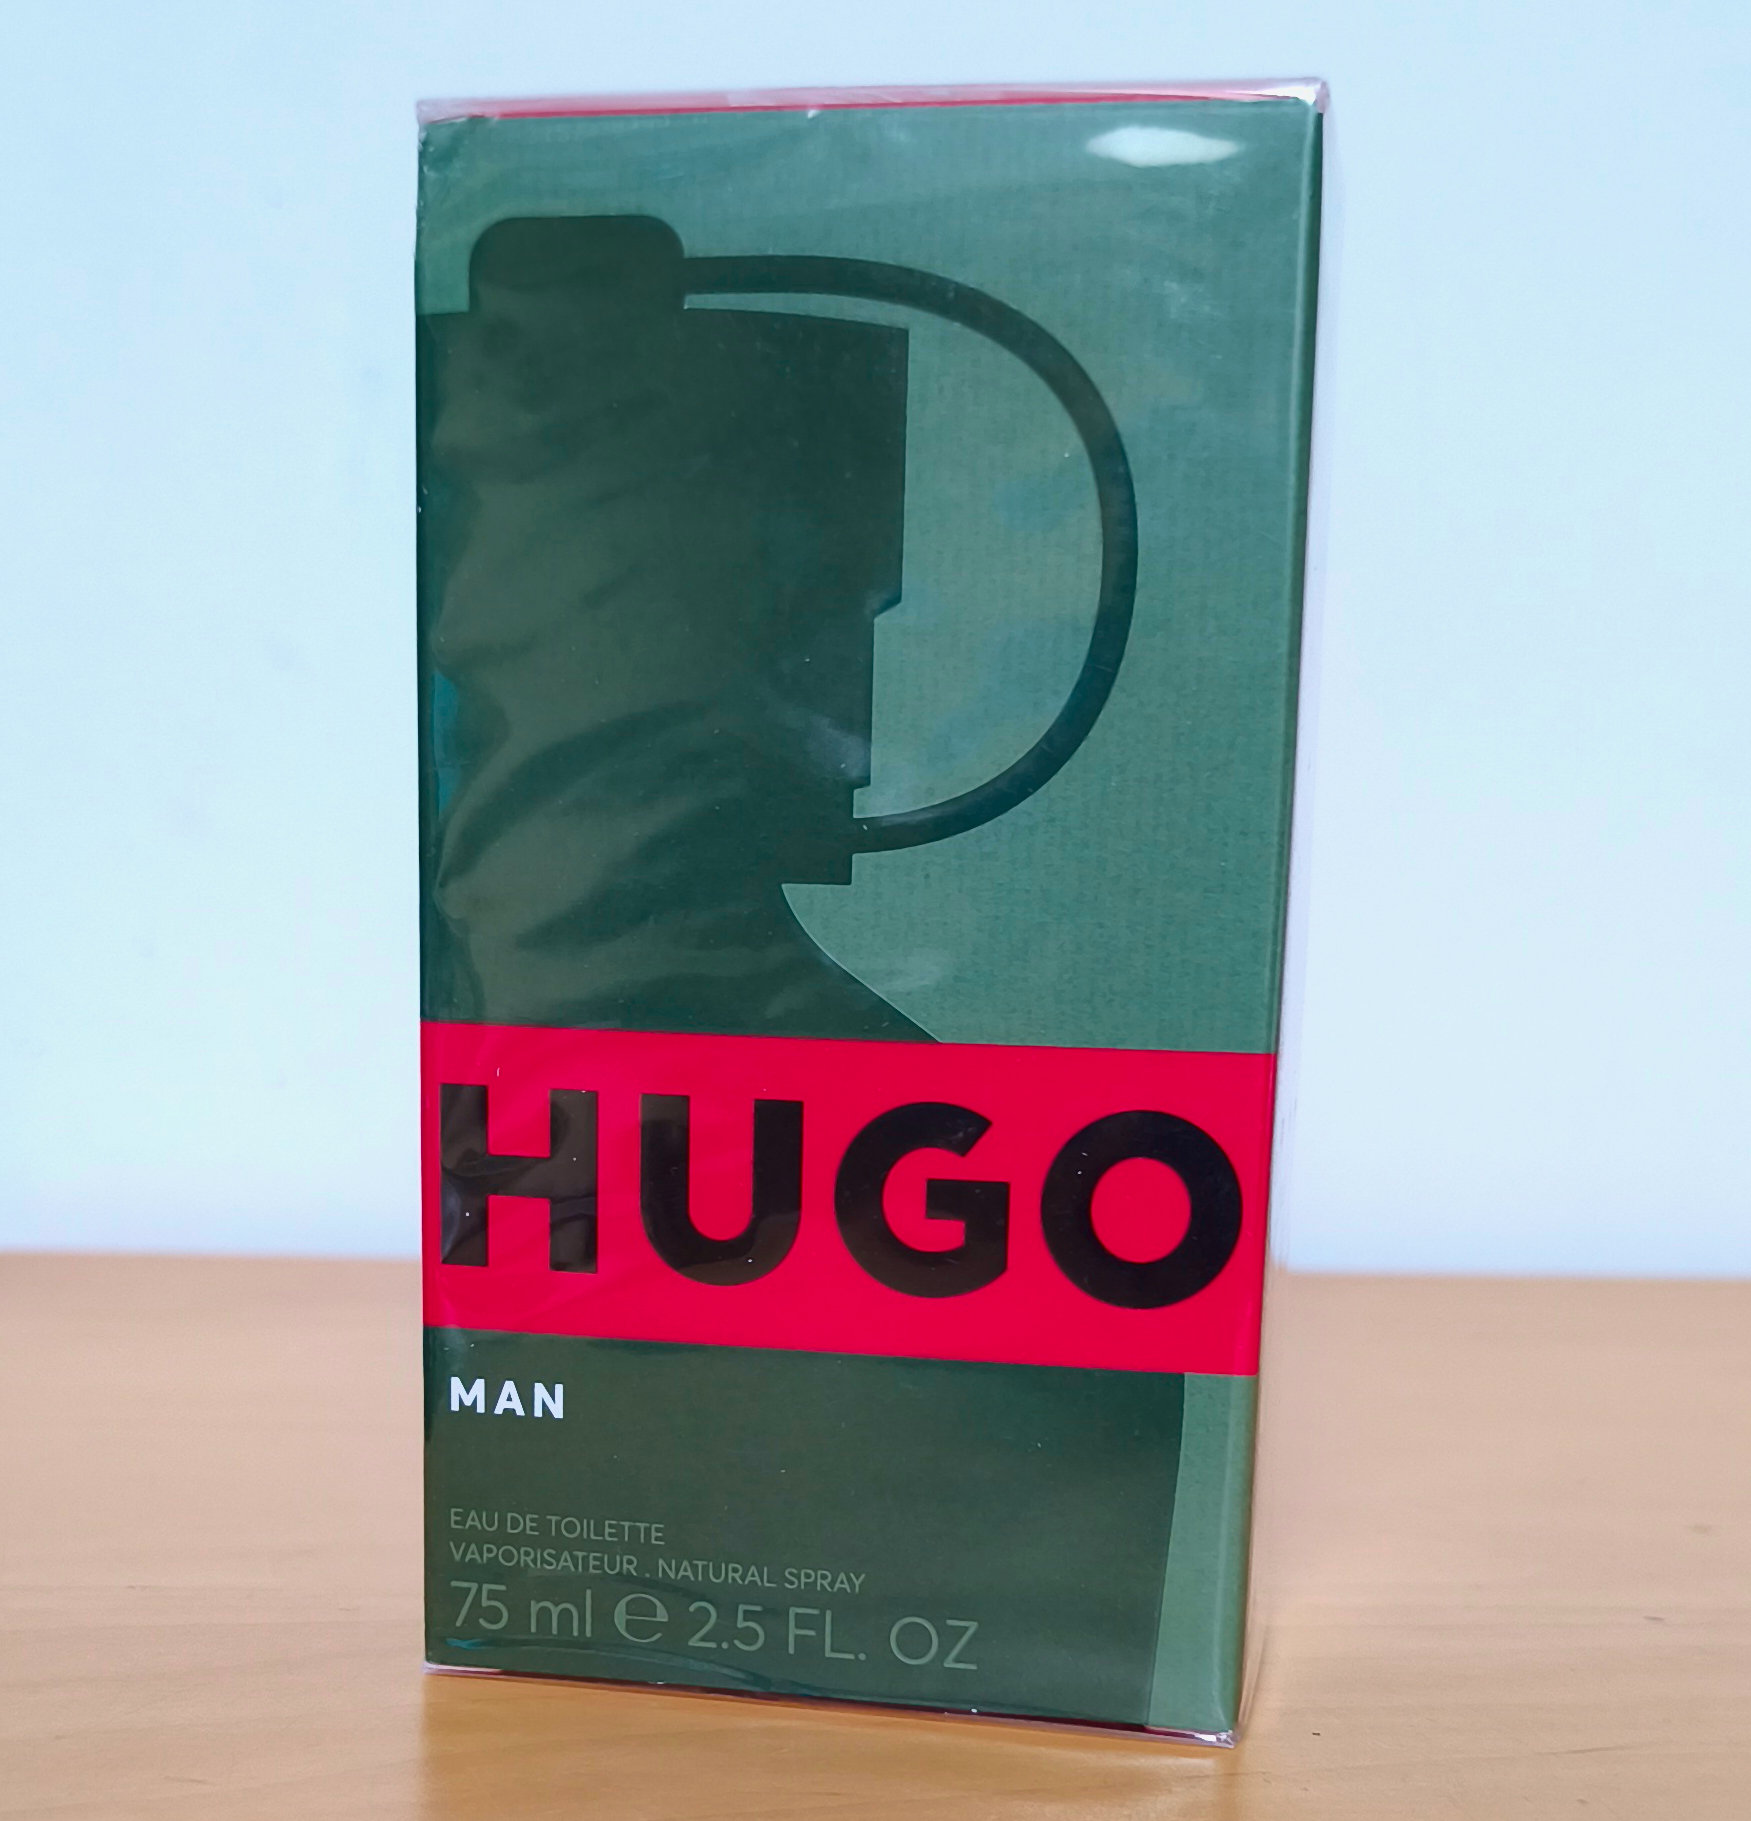 HUGO
MAN
EAU DE TOILETTE
VAPORISATEUR . NATURAL SPRAY
75 ml ℮ 2.5 FL. OZ